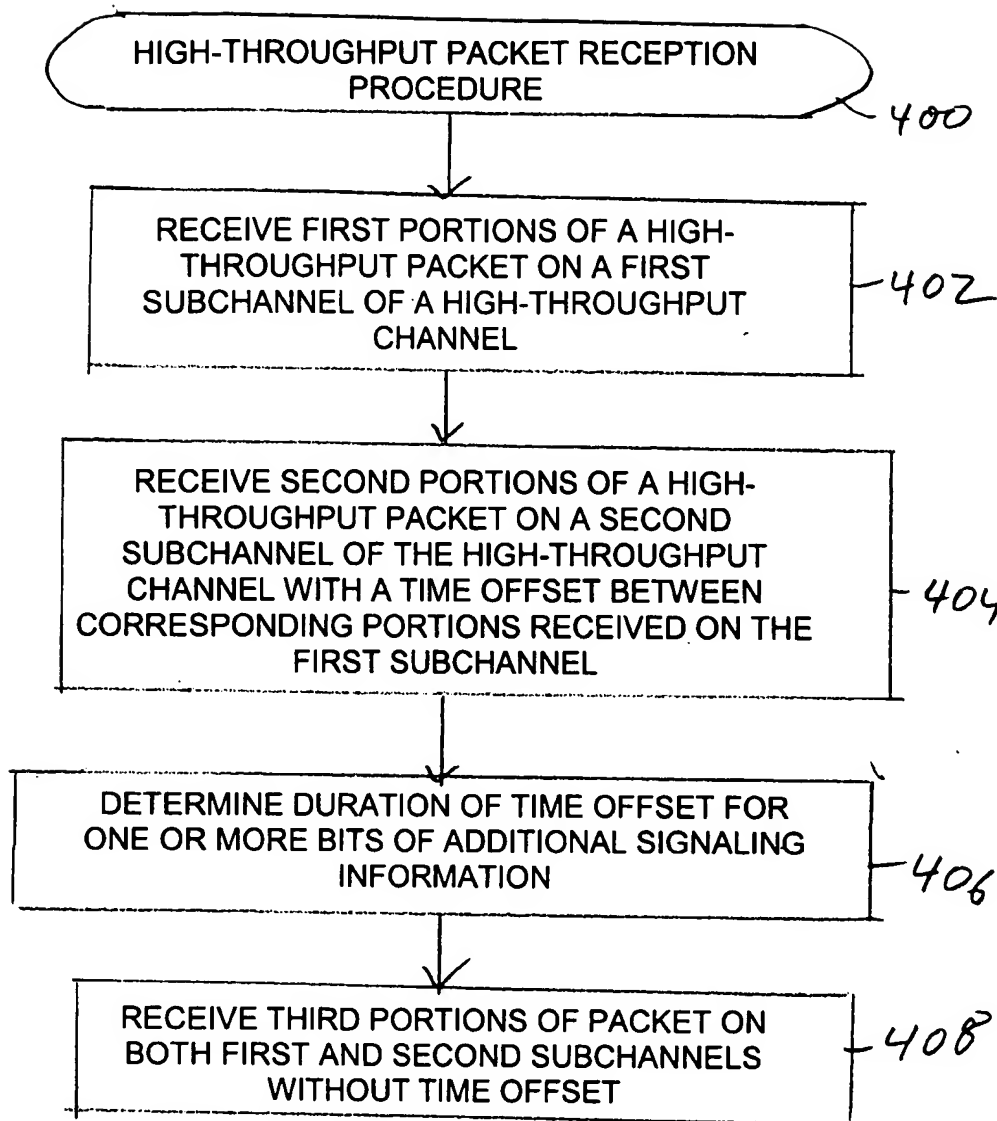 HIGH-THROUGHPUT PACKET RECEPTION
PROCEDURE
400
RECEIVE FIRST PORTIONS OF A HIGH-
THROUGHPUT PACKET ON A FIRST
SUBCHANNEL OF A HIGH-THROUGHPUT
CHANNEL
402
RECEIVE SECOND PORTIONS OF A HIGH-
THROUGHPUT PACKET ON A SECOND
SUBCHANNEL OF THE HIGH-THROUGHPUT
CHANNEL WITH A TIME OFFSET BETWEEN
CORRESPONDING PORTIONS RECEIVED ON THE
FIRST SUBCHANNEL
404
DETERMINE DURATION OF TIME OFFSET FOR
ONE OR MORE BITS OF ADDITIONAL SIGNALING
INFORMATION
406
RECEIVE THIRD PORTIONS OF PACKET ON
BOTH FIRST AND SECOND SUBCHANNELS
WITHOUT TIME OFFSET
408